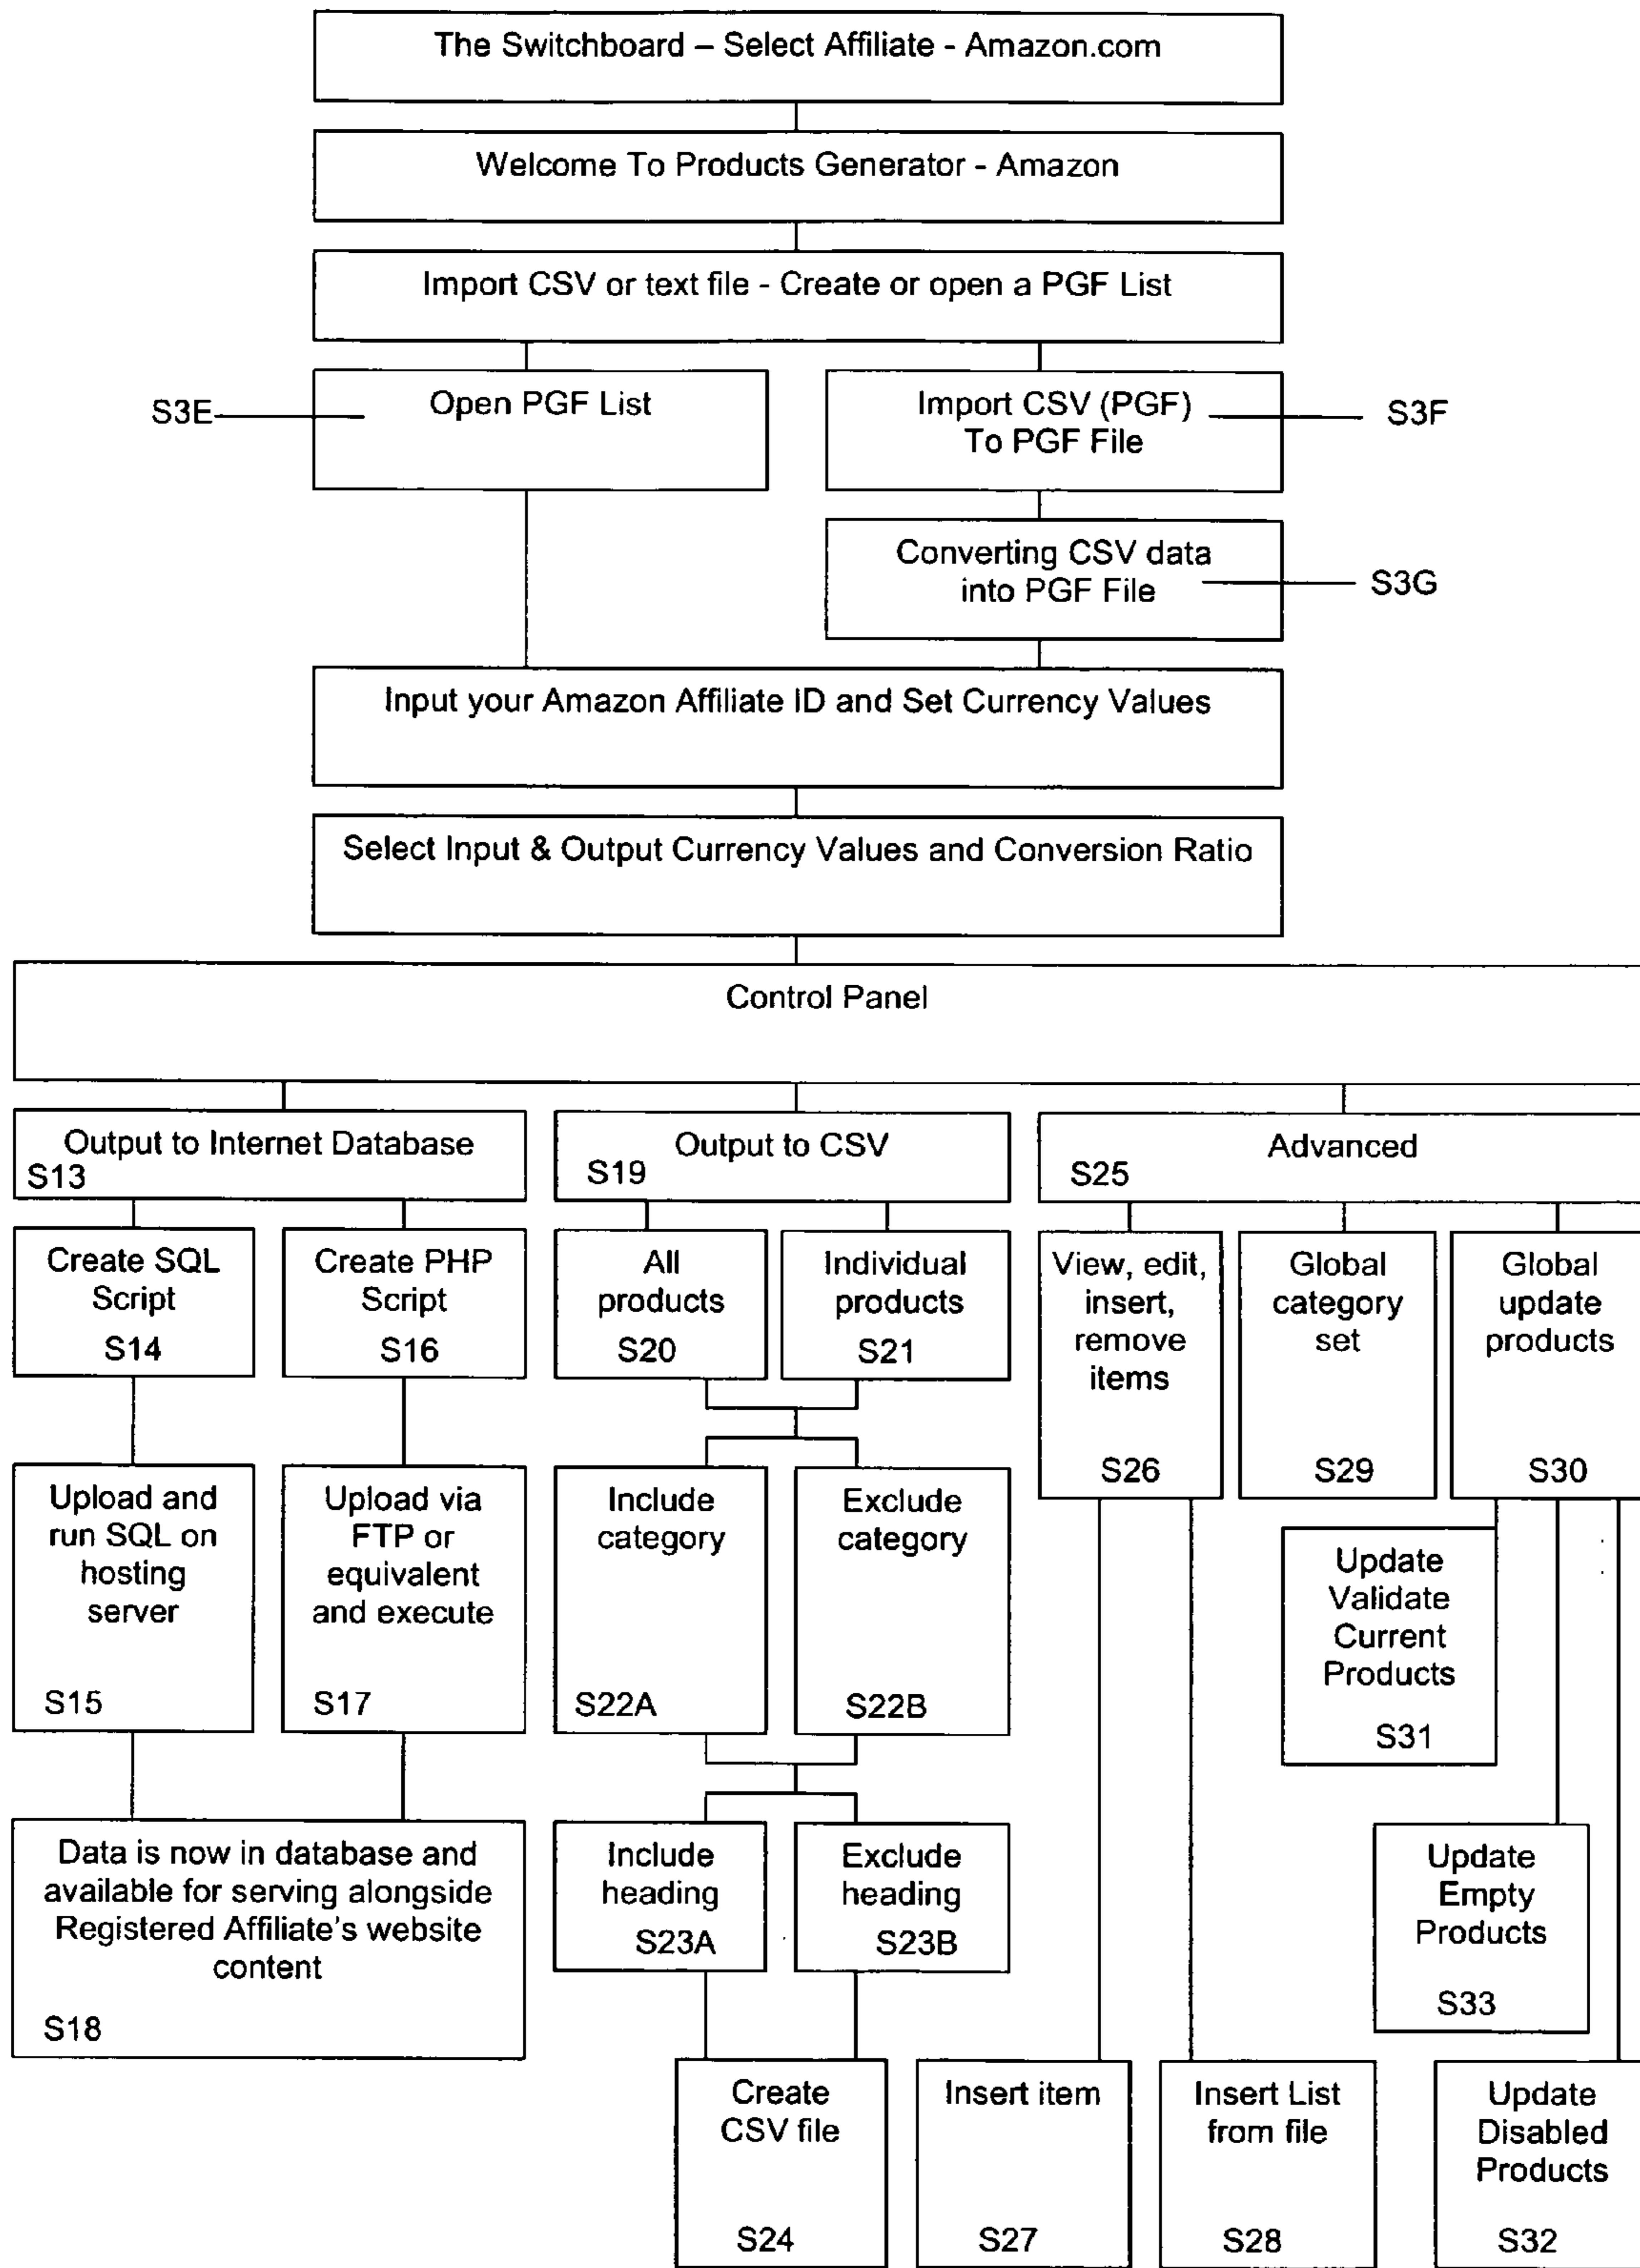 The Switchboard – Select Affiliate - Amazon.com
Welcome To Products Generator - Amazon
Import CSV or text file - Create or open a PGF List
S3E
Open PGF List
Import CSV (PGF)
To PGF File
S3F
Converting CSV data
into PGF File
S3G
Input your Amazon Affiliate ID and Set Currency Values
Select Input & Output Currency Values and Conversion Ratio
Control Panel
Output to Internet Database
S13
Output to CSV
S19
Advanced
S25
Create SQL
Script
S14
Create PHP
Script
S16
All
products
S20
Individual
products
S21
View, edit,
insert,
remove
items
S26
Global
category
set
S29
Global
update
products
S30
Upload and
run SQL on
hosting
server
S15
Upload via
FTP or
equivalent
and execute
S17
Include
category
S22A
Exclude
category
S22B
Update
Validate
Current
Products
S31
Data is now in database and
available for serving alongside
Registered Affiliate's website
content
S18
Include
heading
S23A
Exclude
heading
S23B
Update
Empty
Products
S33
Create
CSV file
S24
Insert item
S27
Insert List
from file
S28
Update
Disabled
Products
S32